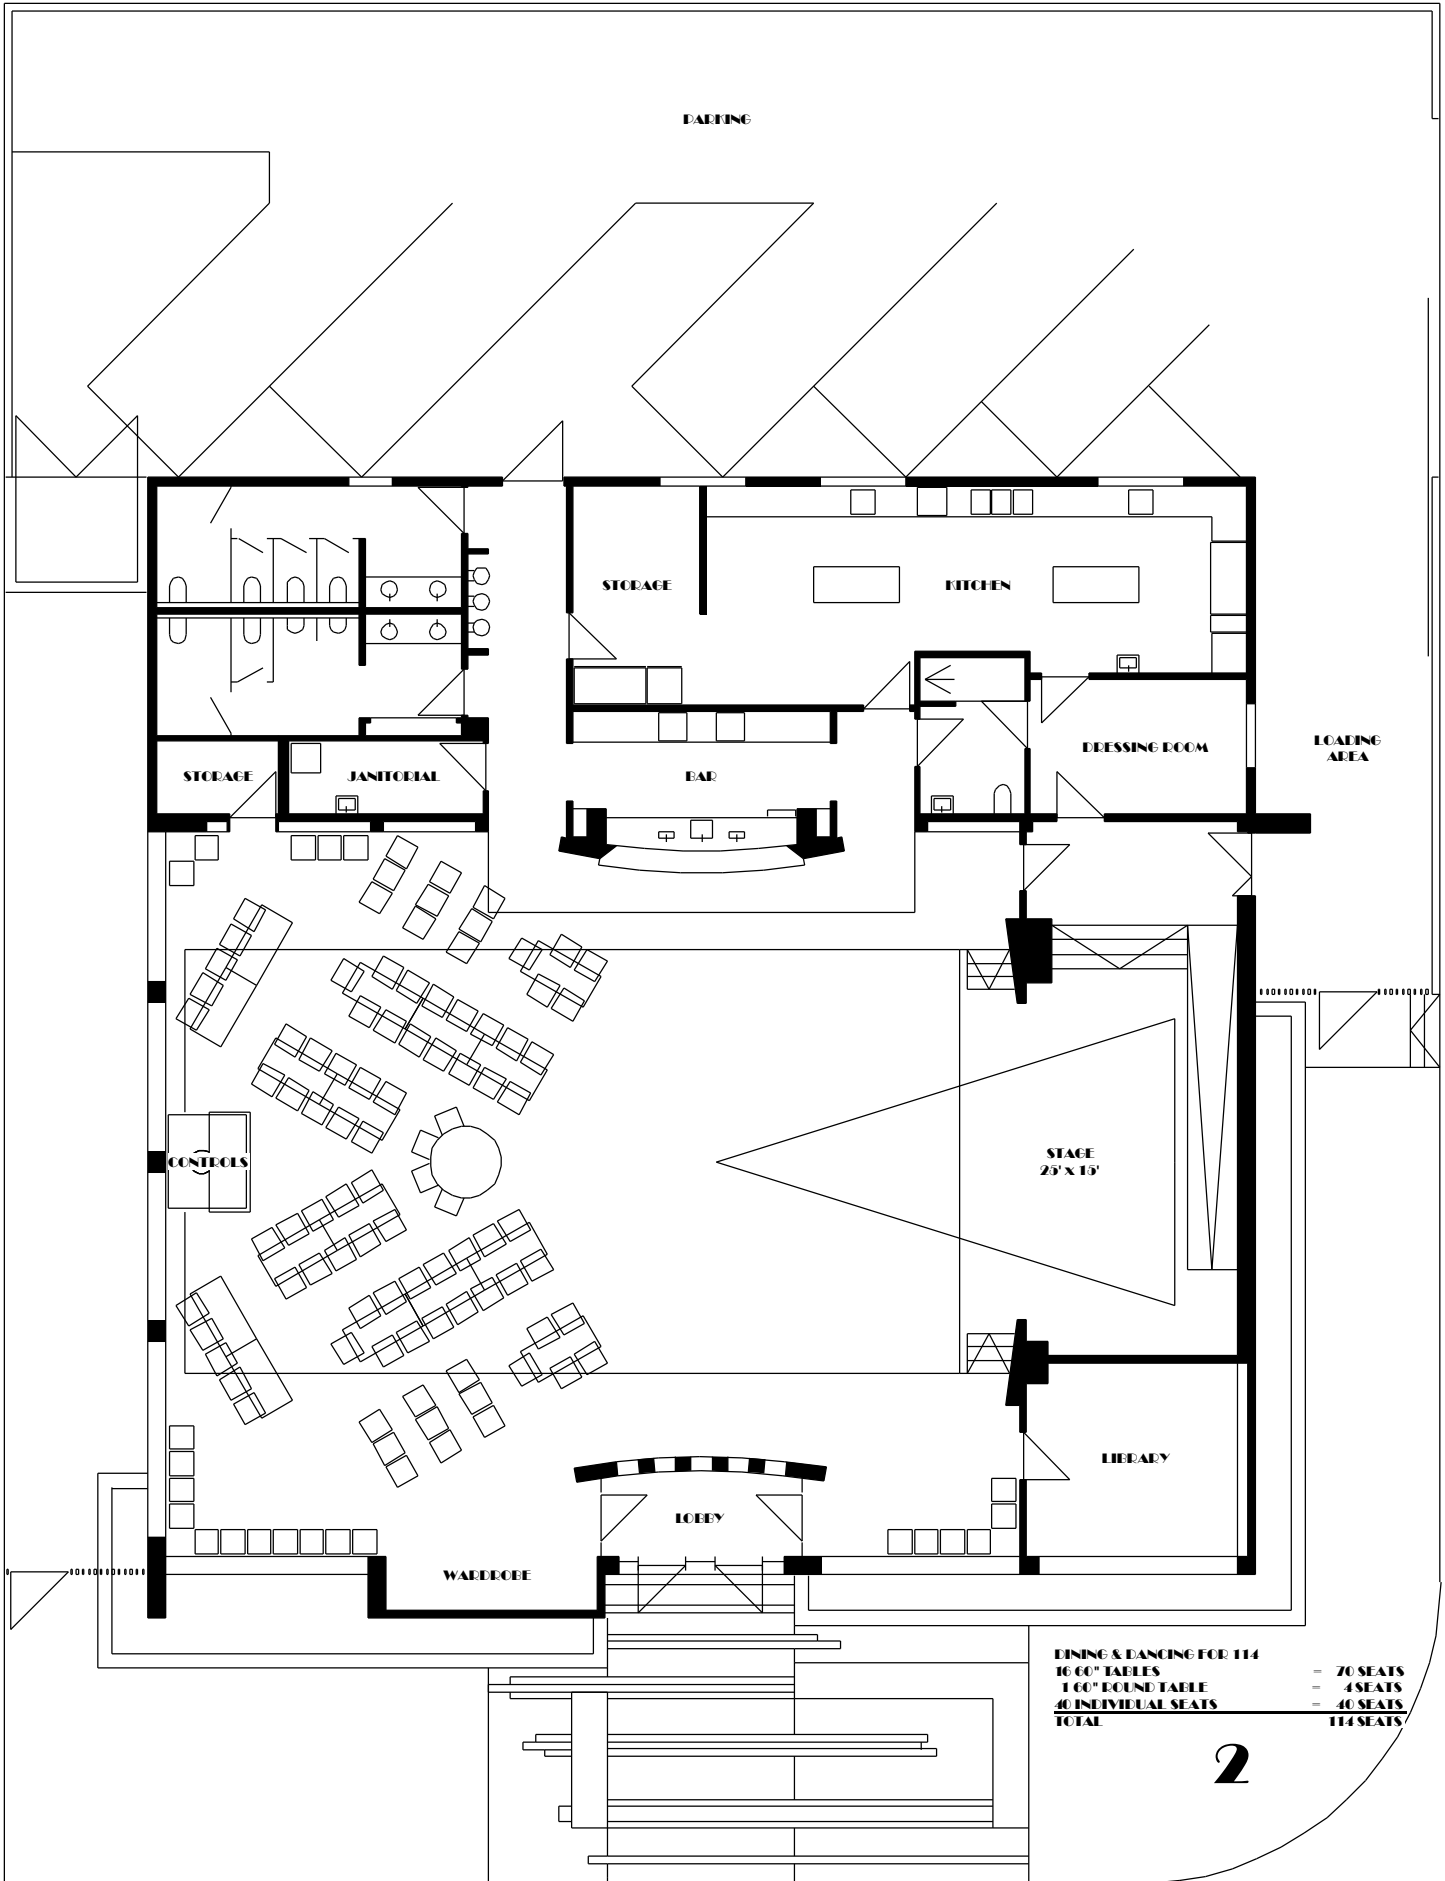 PARKING
STORAGE
KITCHEN
DRESSING ROOM
LOADING
AREA
STORAGE
JANITORIAL
BAR
CONTROLS
STAGE
25' x 15'
LIBRARY
LOBBY
WARDROBE
DINING & DANCING FOR 114
16 60" TABLES = 70 SEATS
1 60" ROUND TABLE = 4 SEATS
40 INDIVIDUAL SEATS = 40 SEATS
TOTAL 114 SEATS
2